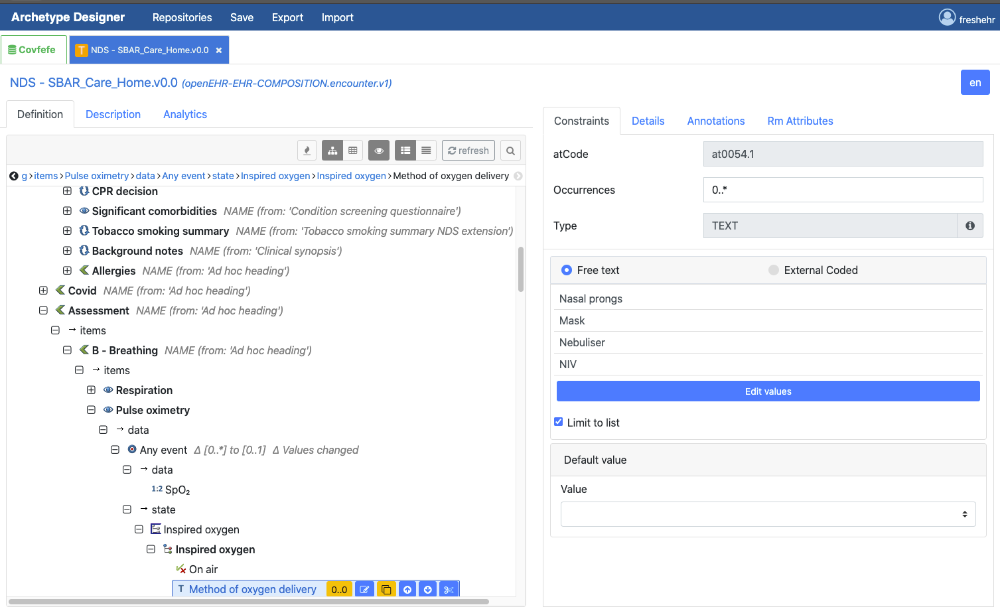 Archetype Designer Repositories Save Export Import freshehr
Covfefe T NDS - SBAR_Care_Home.v0.0 ×
NDS - SBAR_Care_Home.v0.0 (openEHR-EHR-COMPOSITION.encounter.v1) en
Definition Description Analytics
refresh
g›items›Pulse oximetry›data›Any event›state›Inspired oxygen›Inspired oxygen›Method of oxygen delivery
CPR decision
Significant comorbidities NAME (from: 'Condition screening questionnaire')
Tobacco smoking summary NAME (from: 'Tobacco smoking summary NDS extension')
Background notes NAME (from: 'Clinical synopsis')
Allergies NAME (from: 'Ad hoc heading')
Covid NAME (from: 'Ad hoc heading')
Assessment NAME (from: 'Ad hoc heading')
→ items
B - Breathing NAME (from: 'Ad hoc heading')
→ items
Respiration
Pulse oximetry
→ data
Any event Δ [0..*] to [0..1] Δ Values changed
→ data
1:2 SpO₂
→ state
Inspired oxygen
Inspired oxygen
On air
T Method of oxygen delivery 0..0
Constraints Details Annotations Rm Attributes
atCode at0054.1
Occurrences 0..*
Type TEXT
Free text External Coded
Nasal prongs
Mask
Nebuliser
NIV
Edit values
Limit to list
Default value
Value